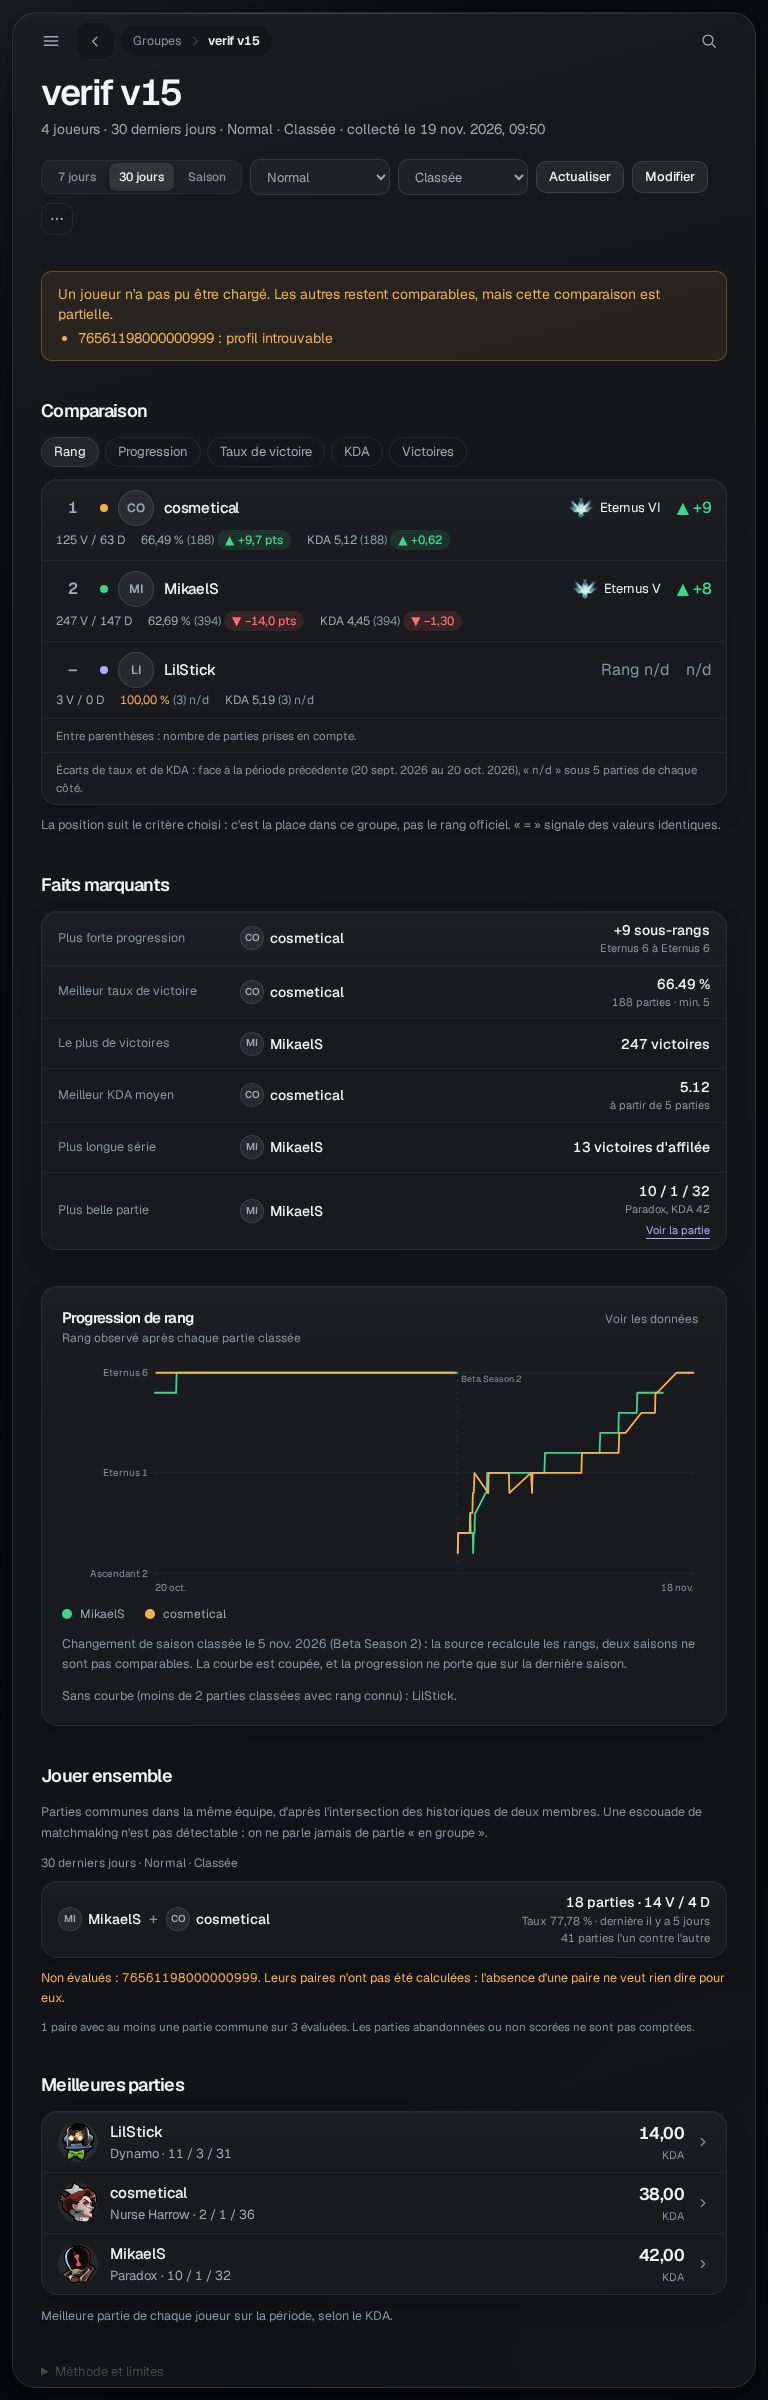 Groupes > verif v15
verif v15
4 joueurs · 30 derniers jours · Normal · Classée · collecté le 19 nov. 2026, 09:50
7 jours 30 jours Saison Normal Classée Actualiser Modifier
···
Un joueur n'a pas pu être chargé. Les autres restent comparables, mais cette comparaison est
partielle.
• 76561198000000999 : profil introuvable
Comparaison
Rang Progression Taux de victoire KDA Victoires
1 CO cosmetical Eternus VI ▲ +9
125 V / 63 D 66,49 % (188) ▲ +9,7 pts KDA 5,12 (188) ▲ +0,62
2 MI MikaelS Eternus V ▲ +8
247 V / 147 D 62,69 % (394) ▼ −14,0 pts KDA 4,45 (394) ▼ −1,30
– LI LilStick Rang n/d n/d
3 V / 0 D 100,00 % (3) n/d KDA 5,19 (3) n/d
Entre parenthèses : nombre de parties prises en compte.
Écarts de taux et de KDA : face à la période précédente (20 sept. 2026 au 20 oct. 2026), « n/d » sous 5 parties de chaque
côté.
La position suit le critère choisi : c'est la place dans ce groupe, pas le rang officiel. « = » signale des valeurs identiques.
Faits marquants
Plus forte progression CO cosmetical +9 sous-rangs
Eternus 6 à Eternus 6
Meilleur taux de victoire CO cosmetical 66.49 %
188 parties · min. 5
Le plus de victoires MI MikaelS 247 victoires
Meilleur KDA moyen CO cosmetical 5.12
à partir de 5 parties
Plus longue série MI MikaelS 13 victoires d'affilée
Plus belle partie MI MikaelS 10 / 1 / 32
Paradox, KDA 42
Voir la partie
Progression de rang Voir les données
Rang observé après chaque partie classée
Eternus 6
Beta Season 2
Eternus 1
Ascendant 2
20 oct. 18 nov.
MikaelS cosmetical
Changement de saison classée le 5 nov. 2026 (Beta Season 2) : la source recalcule les rangs, deux saisons ne
sont pas comparables. La courbe est coupée, et la progression ne porte que sur la dernière saison.
Sans courbe (moins de 2 parties classées avec rang connu) : LilStick.
Jouer ensemble
Parties communes dans la même équipe, d'après l'intersection des historiques de deux membres. Une escouade de
matchmaking n'est pas détectable : on ne parle jamais de partie « en groupe ».
30 derniers jours · Normal · Classée
MI MikaelS + CO cosmetical 18 parties · 14 V / 4 D
Taux 77,78 % · dernière il y a 5 jours
41 parties l'un contre l'autre
Non évalués : 76561198000000999. Leurs paires n'ont pas été calculées : l'absence d'une paire ne veut rien dire pour
eux.
1 paire avec au moins une partie commune sur 3 évaluées. Les parties abandonnées ou non scorées ne sont pas comptées.
Meilleures parties
LilStick 14,00
Dynamo · 11 / 3 / 31 KDA
cosmetical 38,00
Nurse Harrow · 2 / 1 / 36 KDA
MikaelS 42,00
Paradox · 10 / 1 / 32 KDA
Meilleure partie de chaque joueur sur la période, selon le KDA.
▶ Méthode et limites